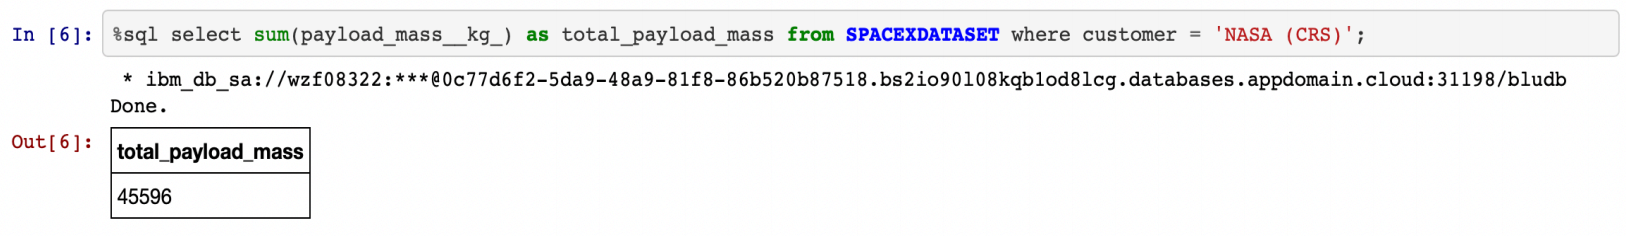 In [6]: %sql select sum(payload_mass__kg_) as total_payload_mass from SPACEXDATASET where customer = 'NASA (CRS)';
* ibm_db_sa://wzf08322:***@0c77d6f2-5da9-48a9-81f8-86b520b87518.bs2io90l08kqb1od8lcg.databases.appdomain.cloud:31198/bludb
Done.
Out[6]:
total_payload_mass
45596